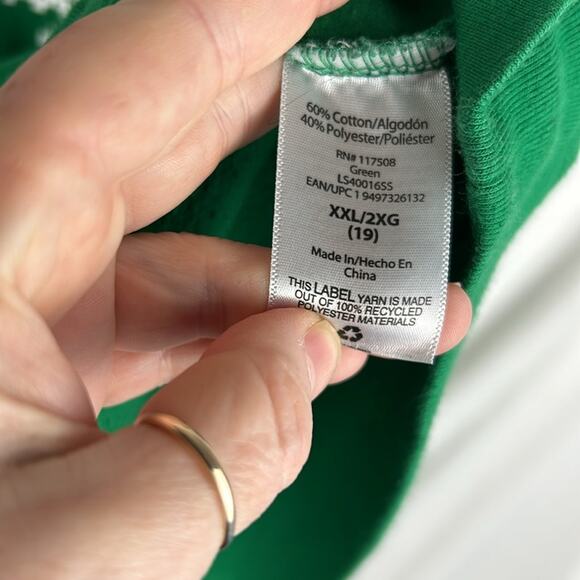 60% Cotton/Algodón
40% Polyester/Poliéster
RN# 117508
Green
LS40016SS
EAN/UPC 1 9497326132
XXL/2XG
(19)
Made In/Hecho En
China
THIS LABEL YARN IS MADE
OUT OF 100% RECYCLED
POLYESTER MATERIALS